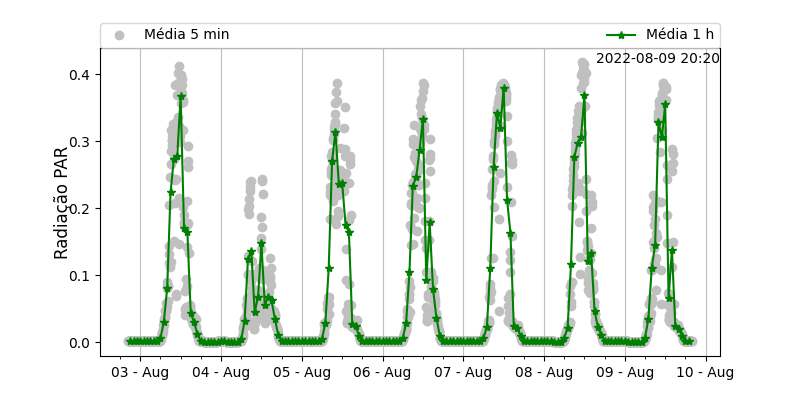 Média 5 min
Média 1 h
2022-08-09 20:20
Radiação PAR
0.4
0.3
0.2
0.1
0.0
03 - Aug
04 - Aug
05 - Aug
06 - Aug
07 - Aug
08 - Aug
09 - Aug
10 - Aug